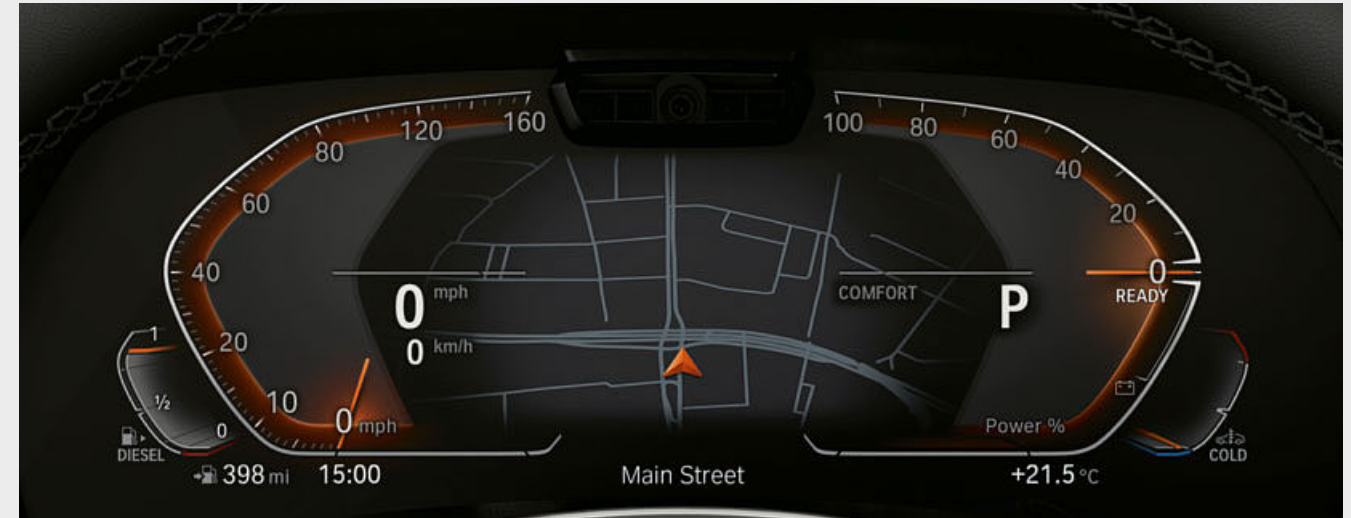 160
120
80
60
40
20
10
0 mph
100
80
60
40
20
0
READY
Power %
0 mph
0 km/h
COMFORT
P
1
1/2
0
DIESEL
COLD
398 mi
15:00
Main Street
+21.5 °C